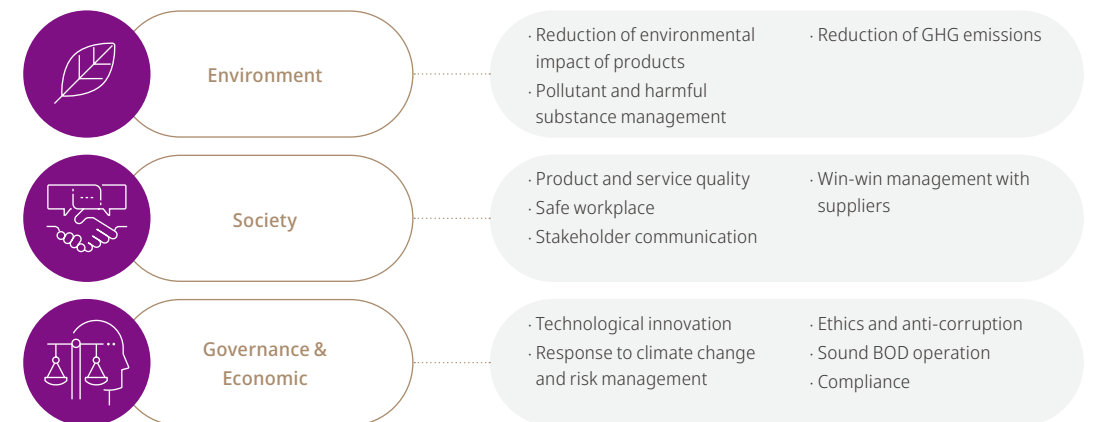 Environment
· Reduction of environmental
impact of products
· Pollutant and harmful
substance management
· Reduction of GHG emissions
Society
· Product and service quality
· Safe workplace
· Stakeholder communication
· Win-win management with
suppliers
Governance &
Economic
· Technological innovation
· Response to climate change
and risk management
· Ethics and anti-corruption
· Sound BOD operation
· Compliance